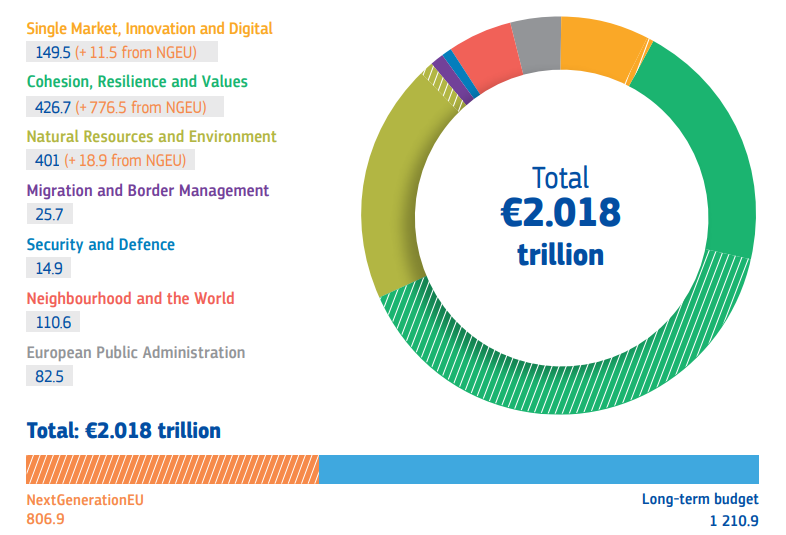 Single Market, Innovation and Digital
149.5 (+ 11.5 from NGEU)
Cohesion, Resilience and Values
426.7 (+ 776.5 from NGEU)
Natural Resources and Environment
401 (+ 18.9 from NGEU)
Migration and Border Management
25.7
Security and Defence
14.9
Neighbourhood and the World
110.6
European Public Administration
82.5
Total
€2.018
trillion
Total: €2.018 trillion
NextGenerationEU
806.9
Long-term budget
1 210.9